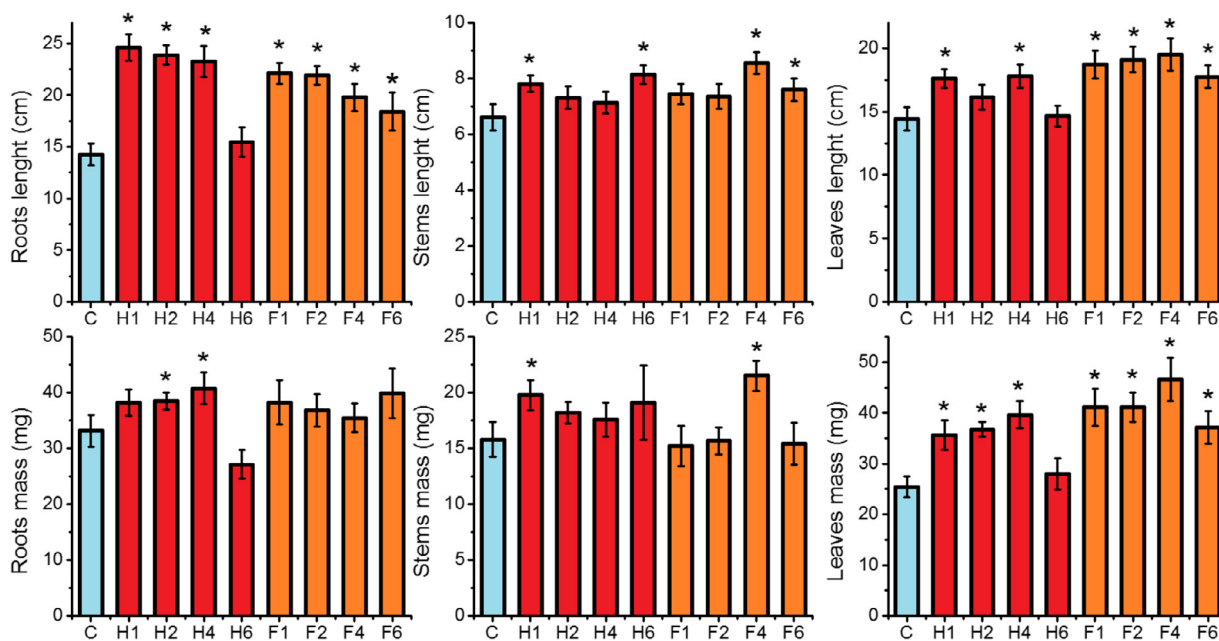 Roots lenght (cm)
25
20
15
10
5
0
* * * * * * *
C H1 H2 H4 H6 F1 F2 F4 F6
Stems lenght (cm)
10
8
6
4
2
0
* * * *
C H1 H2 H4 H6 F1 F2 F4 F6
Leaves lenght (cm)
20
15
10
5
0
* * * * * *
C H1 H2 H4 H6 F1 F2 F4 F6
Roots mass (mg)
50
40
30
20
10
0
* *
C H1 H2 H4 H6 F1 F2 F4 F6
Stems mass (mg)
25
20
15
10
5
0
* *
C H1 H2 H4 H6 F1 F2 F4 F6
Leaves mass (mg)
50
40
30
20
10
0
* * * * * * *
C H1 H2 H4 H6 F1 F2 F4 F6